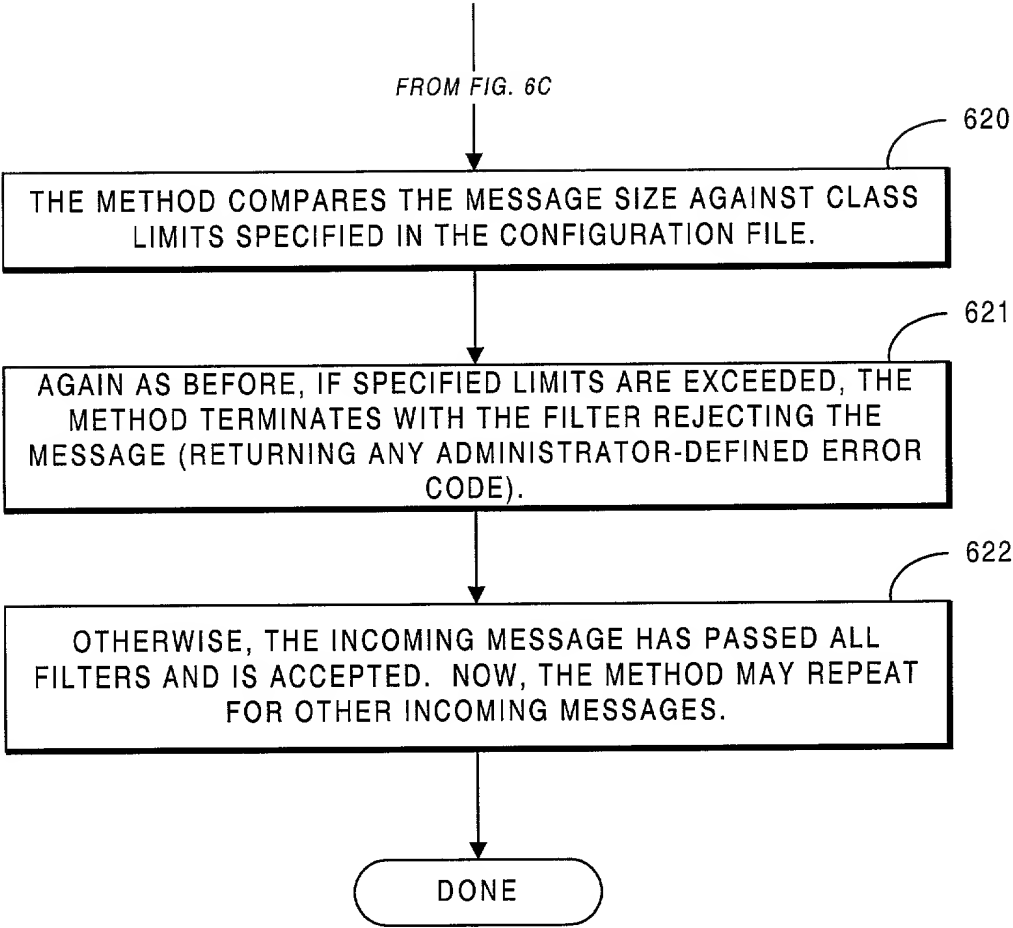 FROM FIG. 6C
620
THE METHOD COMPARES THE MESSAGE SIZE AGAINST CLASS
LIMITS SPECIFIED IN THE CONFIGURATION FILE.
621
AGAIN AS BEFORE, IF SPECIFIED LIMITS ARE EXCEEDED, THE
METHOD TERMINATES WITH THE FILTER REJECTING THE
MESSAGE (RETURNING ANY ADMINISTRATOR-DEFINED ERROR
CODE).
622
OTHERWISE, THE INCOMING MESSAGE HAS PASSED ALL
FILTERS AND IS ACCEPTED. NOW, THE METHOD MAY REPEAT
FOR OTHER INCOMING MESSAGES.
DONE